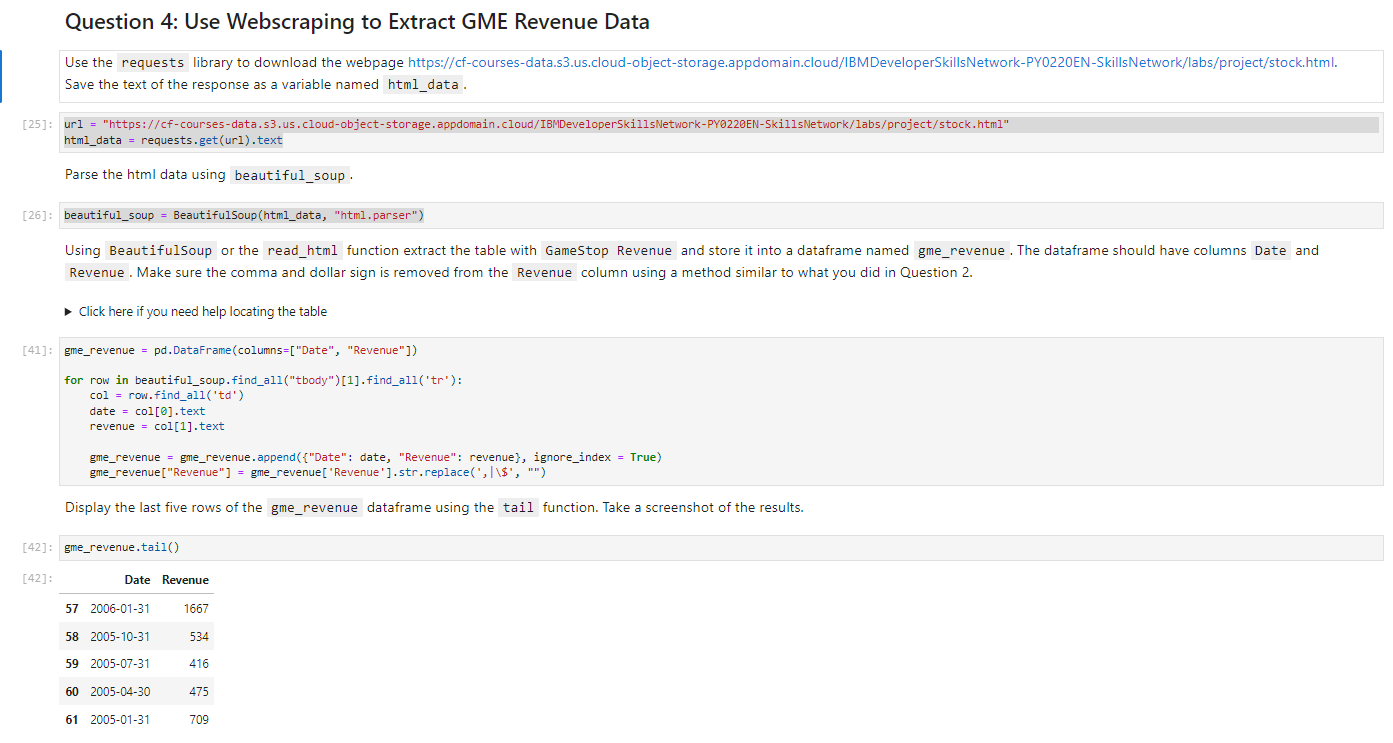 Question 4: Use Webscraping to Extract GME Revenue Data
Use the requests library to download the webpage https://cf-courses-data.s3.us.cloud-object-storage.appdomain.cloud/IBMDeveloperSkillsNetwork-PY0220EN-SkillsNetwork/labs/project/stock.html.
Save the text of the response as a variable named html_data.
[25]: url = "https://cf-courses-data.s3.us.cloud-object-storage.appdomain.cloud/IBMDeveloperSkillsNetwork-PY0220EN-SkillsNetwork/labs/project/stock.html"
html_data = requests.get(url).text
Parse the html data using beautiful_soup.
[26]: beautiful_soup = BeautifulSoup(html_data, "html.parser")
Using BeautifulSoup or the read_html function extract the table with GameStop Revenue and store it into a dataframe named gme_revenue. The dataframe should have columns Date and
Revenue. Make sure the comma and dollar sign is removed from the Revenue column using a method similar to what you did in Question 2.
▶ Click here if you need help locating the table
[41]: gme_revenue = pd.DataFrame(columns=["Date", "Revenue"])
for row in beautiful_soup.find_all("tbody")[1].find_all('tr'):
    col = row.find_all('td')
    date = col[0].text
    revenue = col[1].text
    gme_revenue = gme_revenue.append({"Date": date, "Revenue": revenue}, ignore_index = True)
    gme_revenue["Revenue"] = gme_revenue['Revenue'].str.replace(',|\$', "")
Display the last five rows of the gme_revenue dataframe using the tail function. Take a screenshot of the results.
[42]: gme_revenue.tail()
[42]: Date Revenue
57 2006-01-31 1667
58 2005-10-31 534
59 2005-07-31 416
60 2005-04-30 475
61 2005-01-31 709